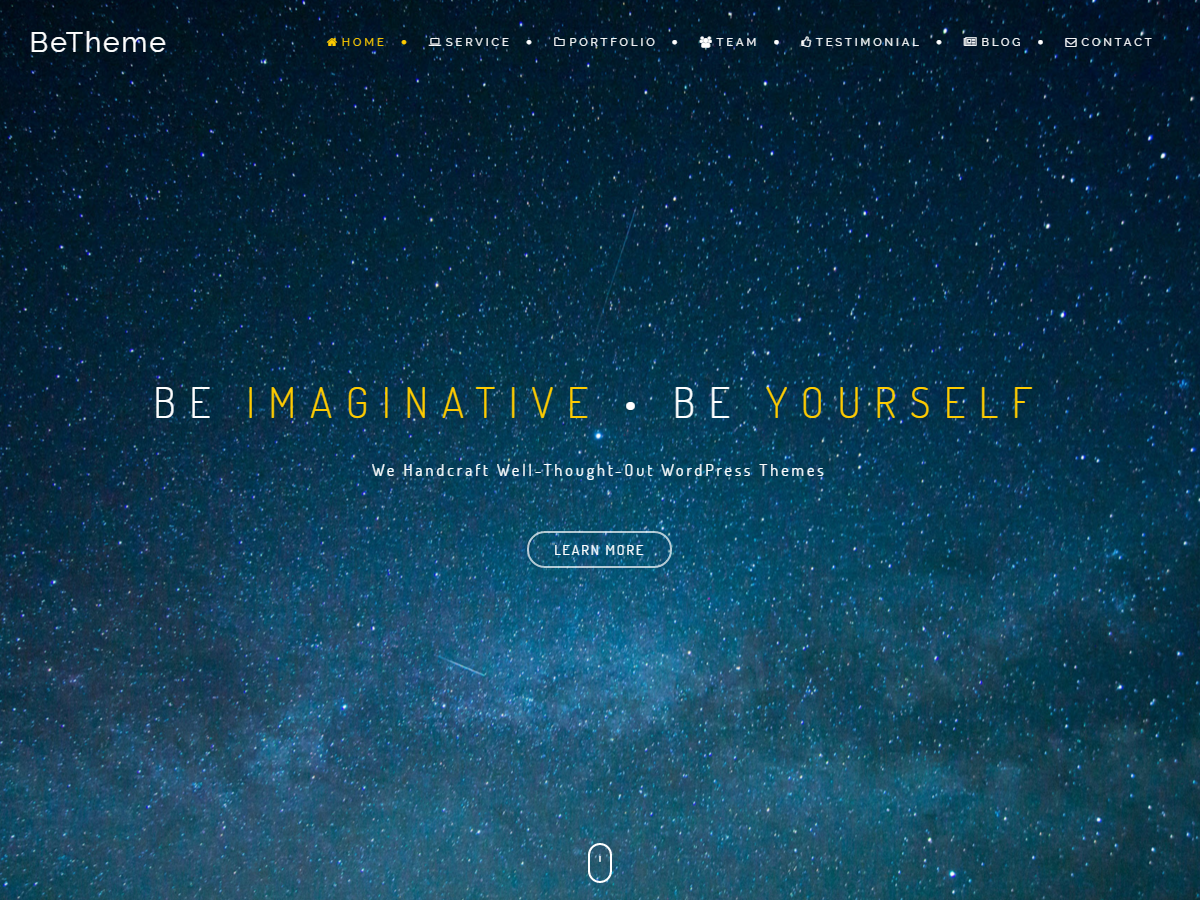 BeTheme
HOME • SERVICE • PORTFOLIO • TEAM • TESTIMONIAL • BLOG • CONTACT
BE IMAGINATIVE • BE YOURSELF
We Handcraft Well-Thought-Out WordPress Themes
LEARN MORE